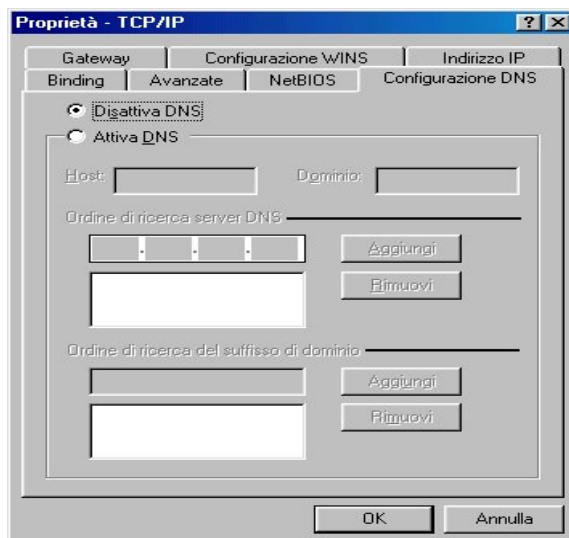 Proprietà - TCP/IP
Gateway Configurazione WINS Indirizzo IP
Binding Avanzate NetBIOS Configurazione DNS
Disattiva DNS
Attiva DNS
Host: Dominio:
Ordine di ricerca server DNS
. . .
Aggiungi
Rimuovi
Ordine di ricerca del suffisso di dominio
Aggiungi
Rimuovi
OK Annulla